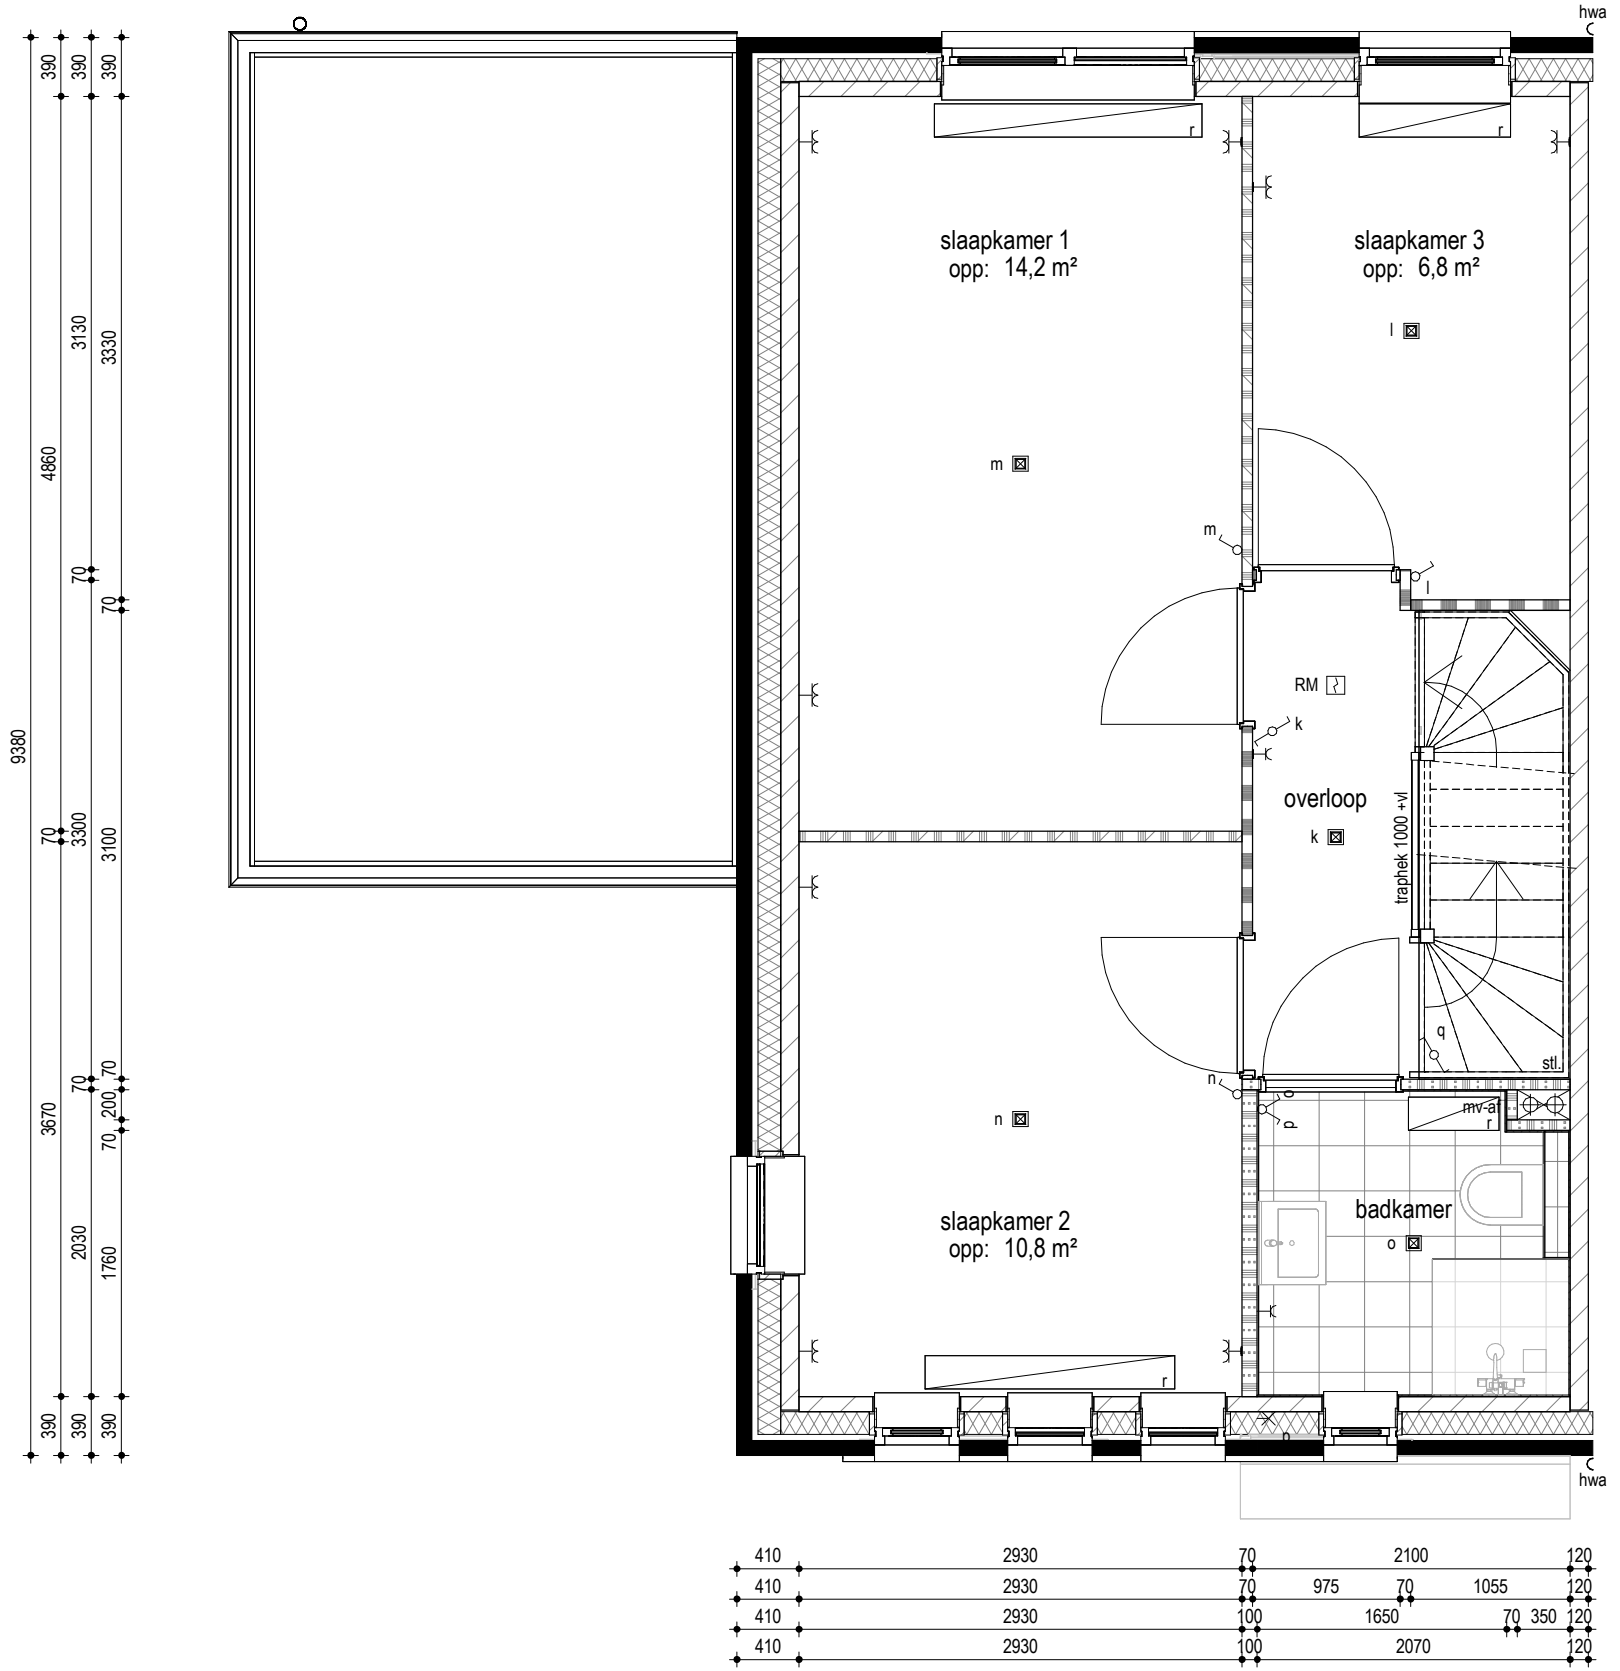 hwa
r
r
slaapkamer 1
opp: 14,2 m²
slaapkamer 3
opp: 6,8 m²
l
m
m
l
RM
k
overloop
k
traphek 1000 +vl
q
stl.
n
o
p
mv-af
r
n
badkamer
o
slaapkamer 2
opp: 10,8 m²
r
p
hwa
9380
390
4860
70
3670
390
390
3130
70
3300
70
2030
390
390
3330
70
3100
70
200
70
1760
390
410 2930 70 2100 120
410 2930 70 975 70 1055 120
410 2930 100 1650 70 350 120
410 2930 100 2070 120